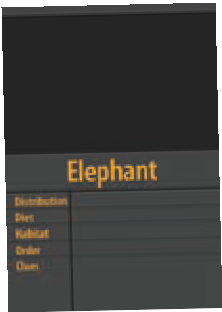 Elephant
Distribution
Diet
Habitat
Order
Class